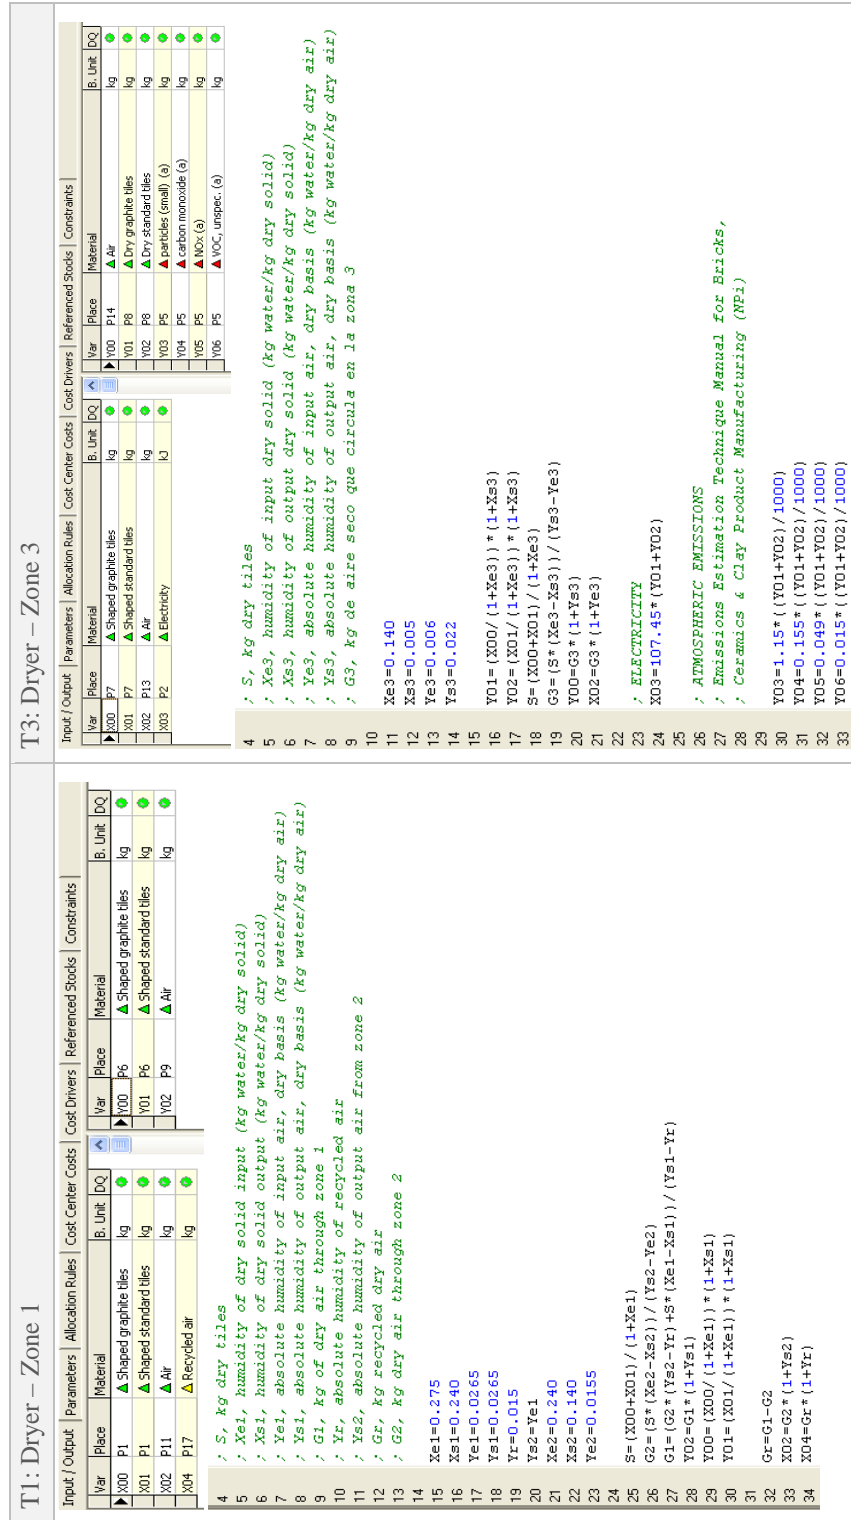 T1: Dryer – Zone 1
Input / Output | Parameters | Allocation Rules | Cost Center Costs | Cost Drivers | Referenced Stocks | Constraints
Var Place Material B. Unit DQ
X00 P1 Shaped graphite tiles kg
X01 P1 Shaped standard tiles kg
X02 P11 Air kg
X04 P17 Recycled air kg
Var Place Material B. Unit DQ
Y00 P6 Shaped graphite tiles kg
Y01 P6 Shaped standard tiles kg
Y02 P9 Air kg
4 ; S, kg dry tiles
5 ; Xe1, humidity of dry solid input (kg water/kg dry solid)
6 ; Xs1, humidity of dry solid output (kg water/kg dry solid)
7 ; Ye1, absolute humidity of input air, dry basis (kg water/kg dry air)
8 ; Ys1, absolute humidity of output air, dry basis (kg water/kg dry air)
9 ; G1, kg of dry air through zone 1
10 ; Yr, absolute humidity of recycled air
11 ; Ys2, absolute humidity of output air from zone 2
12 ; Gr, kg recycled dry air
13 ; G2, kg dry air through zone 2
14
15 Xe1=0.275
16 Xs1=0.240
17 Ye1=0.0265
18 Ys1=0.0265
19 Yr=0.015
20 Ys2=Ye1
21 Xe2=0.240
22 Xs2=0.140
23 Ye2=0.0155
24
25 S=(X00+X01)/(1+Xe1)
26 G2=(S*(Xe2-Xs2))/(Ys2-Ye2)
27 G1=(G2*(Ys2-Yr)+S*(Xe1-Xs1))/(Ys1-Yr)
28 Y02=G1*(1+Ys1)
29 Y00=(X00/(1+Xe1))*(1+Xs1)
30 Y01=(X01/(1+Xe1))*(1+Xs1)
31
32 Gr=G1-G2
33 X02=G2*(1+Ys2)
34 X04=Gr*(1+Yr)
T3: Dryer – Zone 3
Input / Output | Parameters | Allocation Rules | Cost Center Costs | Cost Drivers | Referenced Stocks | Constraints
Var Place Material B. Unit DQ
X00 P7 Shaped graphite tiles kg
X01 P7 Shaped standard tiles kg
X02 P13 Air kg
X03 P2 Electricity kJ
Var Place Material B. Unit DQ
Y00 P14 Air kg
Y01 P8 Dry graphite tiles kg
Y02 P8 Dry standard tiles kg
Y03 P5 particles (small) (a) kg
Y04 P5 carbon monoxide (a) kg
Y05 P5 NOx (a) kg
Y06 P5 VOC, unspec. (a) kg
4 ; S, kg dry tiles
5 ; Xe3, humidity of input dry solid (kg water/kg dry solid)
6 ; Xs3, humidity of output dry solid (kg water/kg dry solid)
7 ; Ye3, absolute humidity of input air, dry basis (kg water/kg dry air)
8 ; Ys3, absolute humidity of output air, dry basis (kg water/kg dry air)
9 ; G3, kg de aire seco que circula en la zona 3
10
11 Xe3=0.140
12 Xs3=0.005
13 Ye3=0.006
14 Ys3=0.022
15
16 Y01=(X00/(1+Xe3))*(1+Xs3)
17 Y02=(X01/(1+Xe3))*(1+Xs3)
18 S=(X00+X01)/(1+Xe3)
19 G3=(S*(Xe3-Xs3))/(Ys3-Ye3)
20 Y00=G3*(1+Ys3)
21 X02=G3*(1+Ye3)
22
23 ; ELECTRICITY
24 X03=107.45*(Y01+Y02)
25
26 ; ATMOSPHERIC EMISSIONS
27 ; Emissions Estimation Technique Manual for Bricks,
28 ; Ceramics & Clay Product Manufacturing (NPi)
29
30 Y03=1.15*((Y01+Y02)/1000)
31 Y04=0.155*((Y01+Y02)/1000)
32 Y05=0.049*((Y01+Y02)/1000)
33 Y06=0.015*((Y01+Y02)/1000)